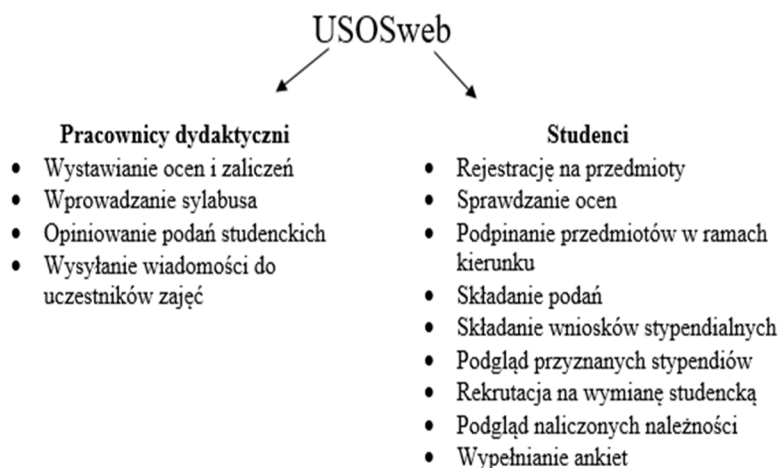 USOSweb
Pracownicy dydaktyczni
• Wystawianie ocen i zaliczeń
• Wprowadzanie sylabusa
• Opiniowanie podań studenckich
• Wysyłanie wiadomości do
uczestników zajęć
Studenci
• Rejestrację na przedmioty
• Sprawdzanie ocen
• Podpinanie przedmiotów w ramach
kierunku
• Składanie podań
• Składanie wniosków stypendialnych
• Podgląd przyznanych stypendiów
• Rekrutacja na wymianę studencką
• Podgląd naliczonych należności
• Wypełnianie ankiet